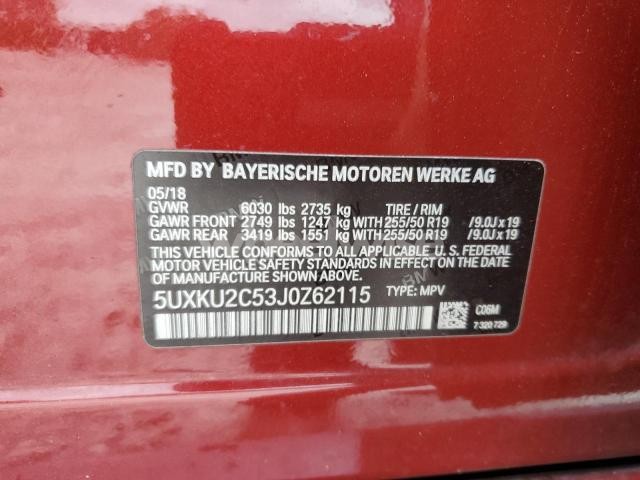 MFD BY BAYERISCHE MOTOREN WERKE AG
05/18
GVWR 6030 lbs 2735 kg TIRE / RIM
GAWR FRONT 2749 lbs 1247 kg WITH 255/50 R19 /9.0J x 19
GAWR REAR 3419 lbs 1551 kg WITH 255/50 R19 /9.0J x 19
THIS VEHICLE CONFORMS TO ALL APPLICABLE U. S. FEDERAL
MOTOR VEHICLE SAFETY STANDARDS IN EFFECT ON THE DATE
OF MANUFACTURE SHOWN ABOVE.
5UXKU2C53J0Z62115 TYPE: MPV
C06M
7 320 729